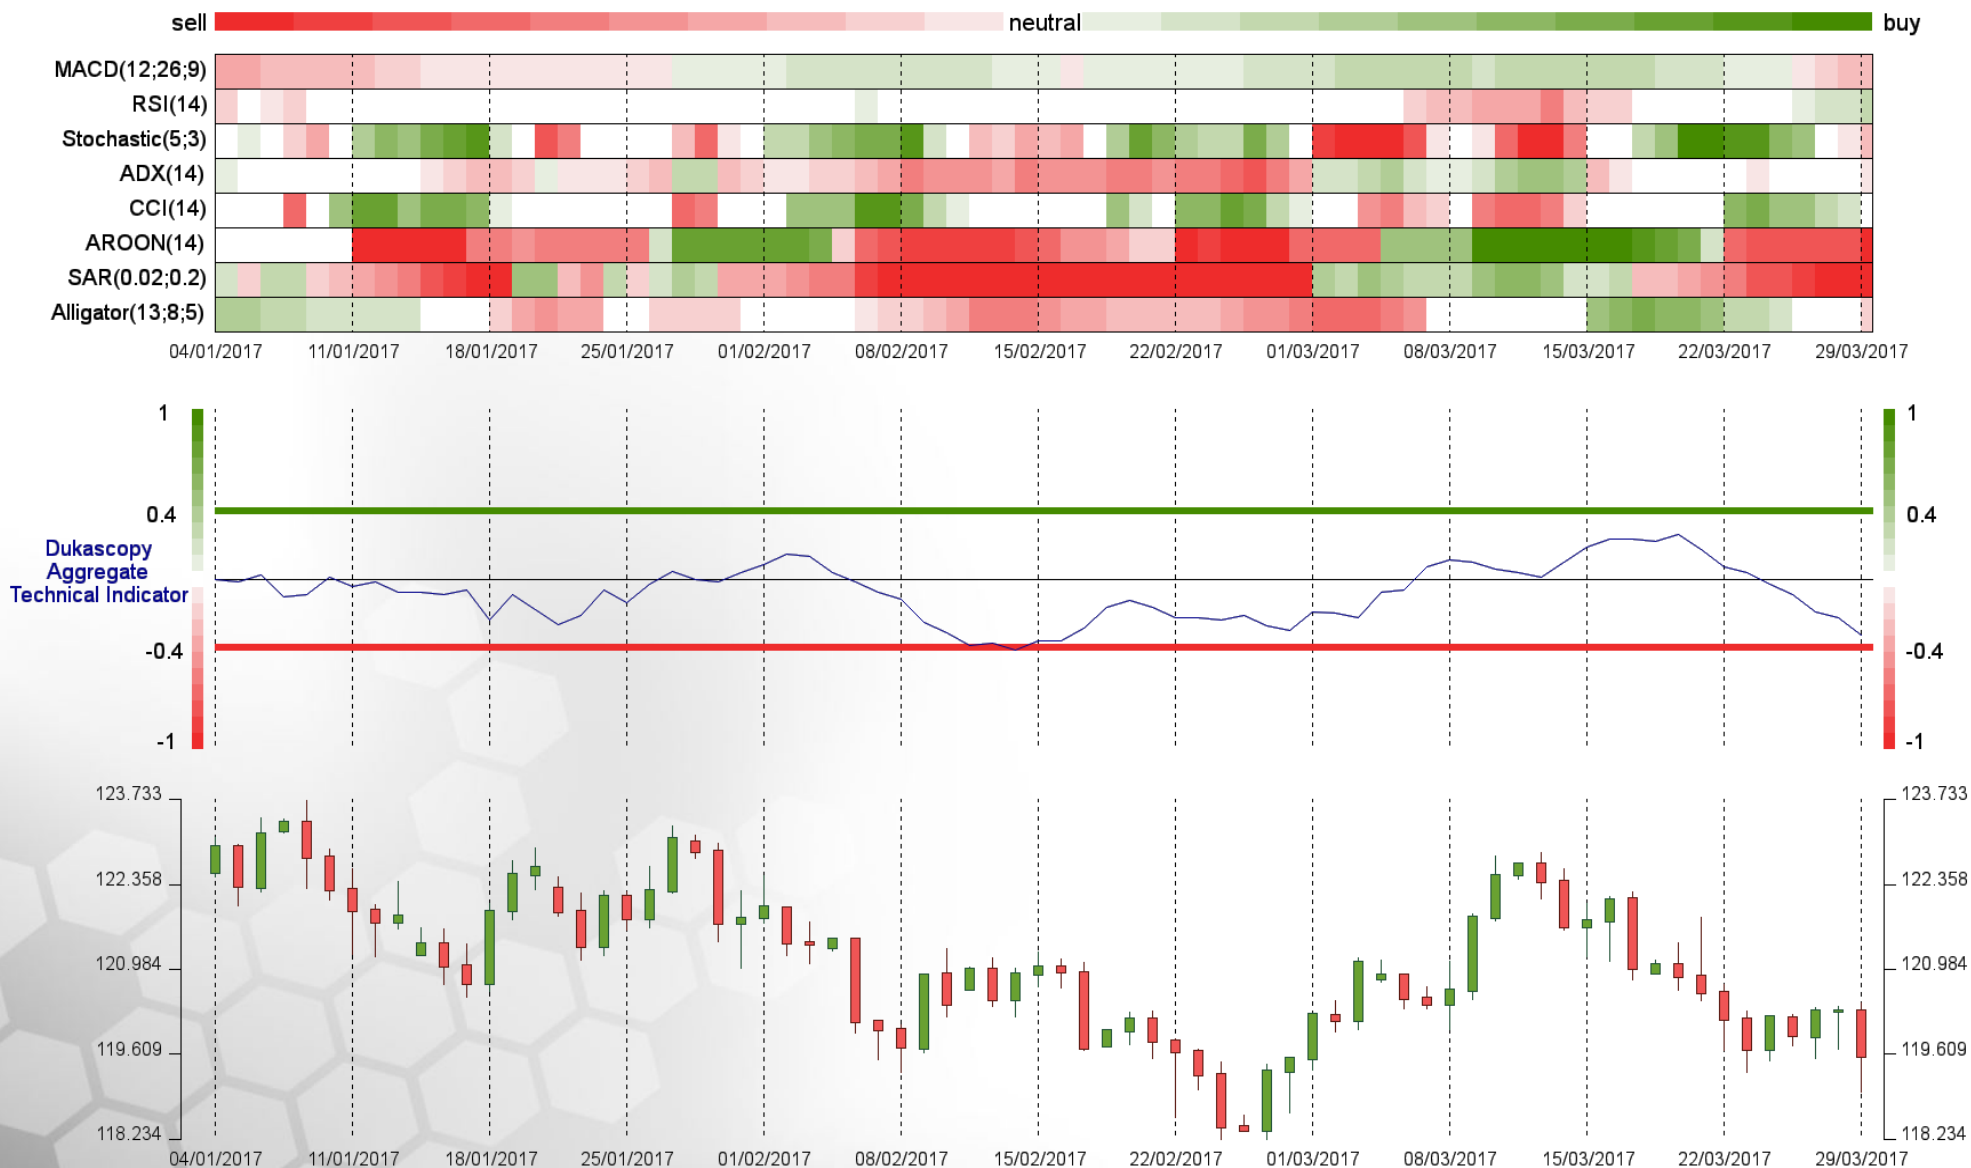 sell neutral buy
MACD(12;26;9)
RSI(14)
Stochastic(5;3)
ADX(14)
CCI(14)
AROON(14)
SAR(0.02;0.2)
Alligator(13;8;5)
04/01/2017 11/01/2017 18/01/2017 25/01/2017 01/02/2017 08/02/2017 15/02/2017 22/02/2017 01/03/2017 08/03/2017 15/03/2017 22/03/2017 29/03/2017
1 1
0.4 0.4
Dukascopy
Aggregate
Technical Indicator
-0.4 -0.4
-1 -1
123.733 123.733
122.358 122.358
120.984 120.984
119.609 119.609
118.234 118.234
04/01/2017 11/01/2017 18/01/2017 25/01/2017 01/02/2017 08/02/2017 15/02/2017 22/02/2017 01/03/2017 08/03/2017 15/03/2017 22/03/2017 29/03/2017